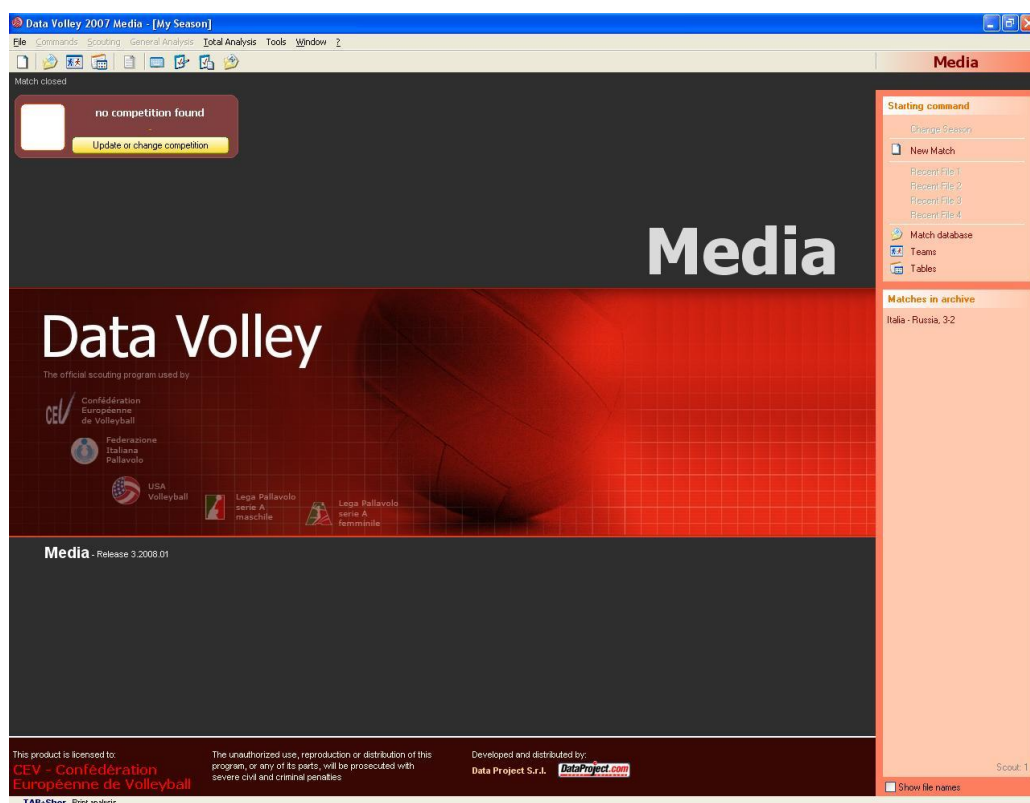 Data Volley 2007 Media - [My Season]
File Commands Scouting General Analysis Total Analysis Tools Window ?
Media
Match closed
no competition found
-
Update or change competition
Starting command
Change Season
New Match
Recent File 1
Recent File 2
Recent File 3
Recent File 4
Match database
Teams
Tables
Matches in archive
Italia - Russia, 3-2
Media
Data Volley
The official scouting program used by
CEV
Confédération
Européenne
de Volleyball
Federazione
Italiana
Pallavolo
USA
Volleyball
Lega Pallavolo
serie A
maschile
Lega Pallavolo
serie A
femminile
Media - Release 3.2008.01
This product is licensed to:
CEV - Confédération
Européenne de Volleyball
The unauthorized use, reproduction or distribution of this
program, or any of its parts, will be prosecuted with
severe civil and criminal penalties
Developed and distributed by:
Data Project S.r.l. DataProject.com
Scout: 1
Show file names
TAB+Shor Print analysis